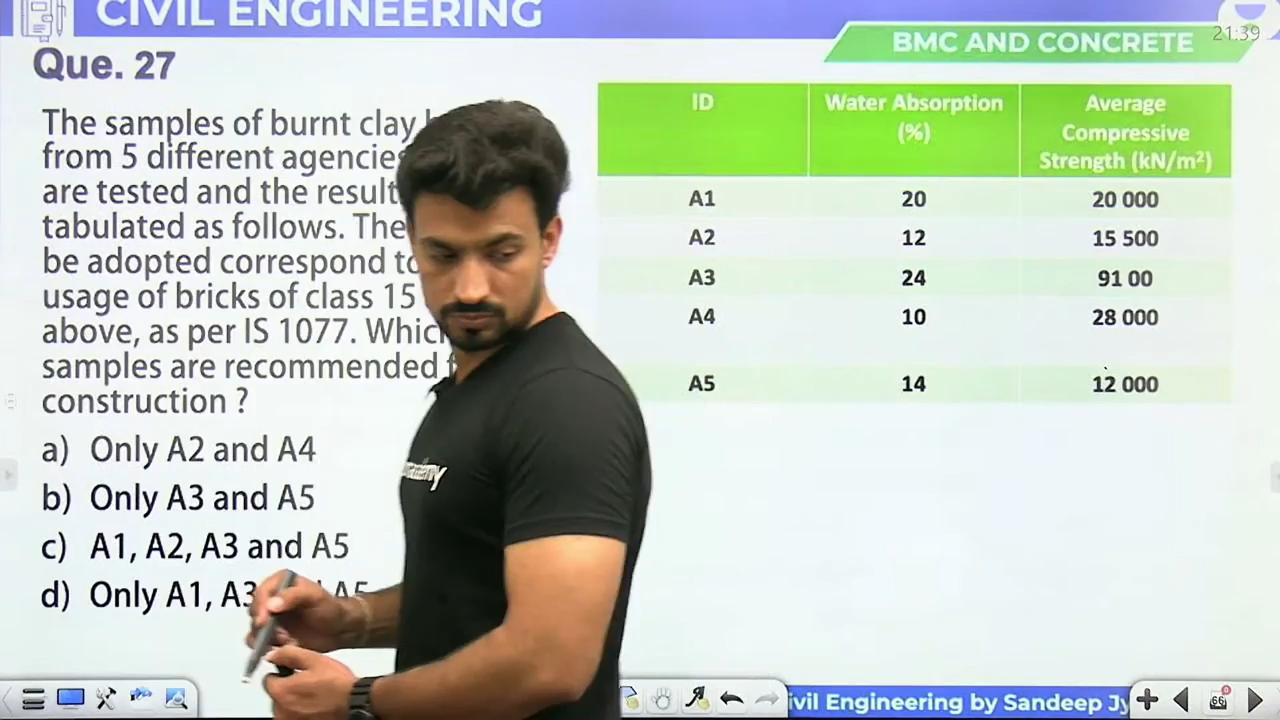 CIVIL ENGINEERING
21:39
BMC AND CONCRETE
Que. 27
The samples of burnt clay
from 5 different agencies
are tested and the result
tabulated as follows. The
be adopted correspond to
usage of bricks of class 15
above, as per IS 1077. Which
samples are recommended
construction ?
a) Only A2 and A4
b) Only A3 and A5
c) A1, A2, A3 and A5
d) Only A1, A3 A5
ID Water Absorption (%) Average
Compressive
Strength (kN/m²)
A1 20 20 000
A2 12 15 500
A3 24 91 00
A4 10 28 000
A5 14 12 000
ivil Engineering by Sandeep Jy
66